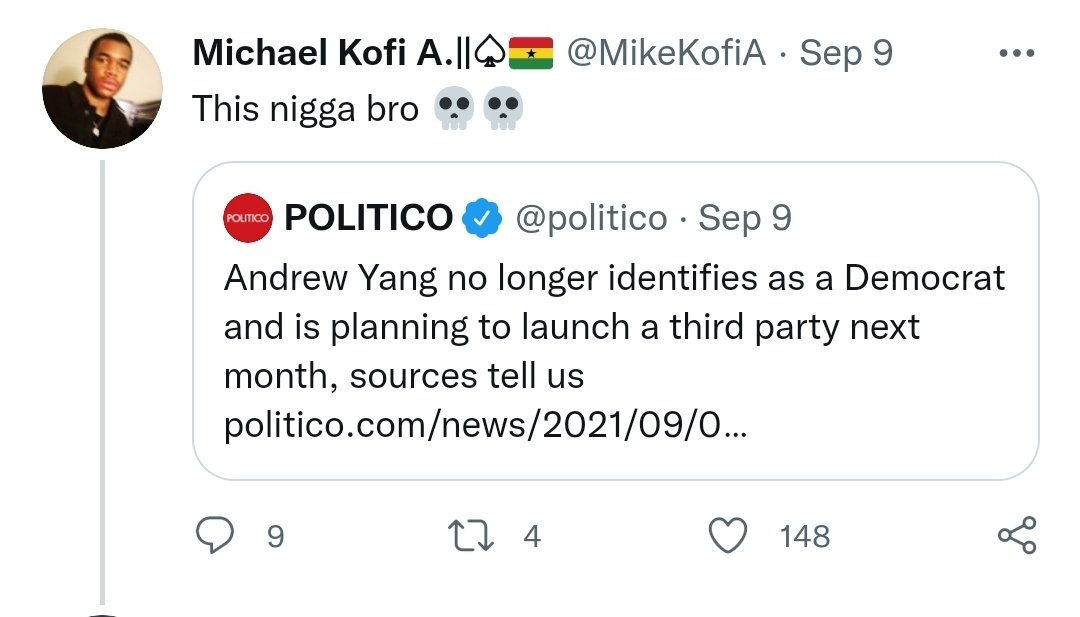 Michael Kofi A.||♤🇬🇭 @MikeKofiA · Sep 9
This nigga bro 💀💀
POLITICO
POLITICO @politico · Sep 9
Andrew Yang no longer identifies as a Democrat
and is planning to launch a third party next
month, sources tell us
politico.com/news/2021/09/0...
9 4 148